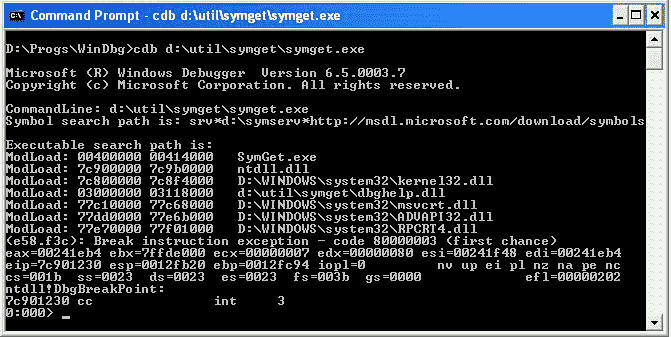 Command Prompt - cdb d:\util\symget\symget.exe
D:\Progs\WinDbg>cdb d:\util\symget\symget.exe
Microsoft (R) Windows Debugger  Version 6.5.0003.7
Copyright (c) Microsoft Corporation. All rights reserved.
CommandLine: d:\util\symget\symget.exe
Symbol search path is: srv*d:\symserv*http://msdl.microsoft.com/download/symbols
Executable search path is:
ModLoad: 00400000 00414000   SymGet.exe
ModLoad: 7c900000 7c9b0000   ntdll.dll
ModLoad: 7c800000 7c8f4000   D:\WINDOWS\system32\kernel32.dll
ModLoad: 03000000 03118000   d:\util\symget\dbghelp.dll
ModLoad: 77c10000 77c68000   D:\WINDOWS\system32\msvcrt.dll
ModLoad: 77dd0000 77e6b000   D:\WINDOWS\system32\ADVAPI32.dll
ModLoad: 77e70000 77f01000   D:\WINDOWS\system32\RPCRT4.dll
(e58.f3c): Break instruction exception - code 80000003 (first chance)
eax=00241eb4 ebx=7ffde000 ecx=00000007 edx=00000080 esi=00241f48 edi=00241eb4
eip=7c901230 esp=0012fb20 ebp=0012fc94 iopl=0         nv up ei pl nz na pe nc
cs=001b  ss=0023  ds=0023  es=0023  fs=003b  gs=0000             efl=00000202
ntdll!DbgBreakPoint:
7c901230 cc              int     3
0:000> _